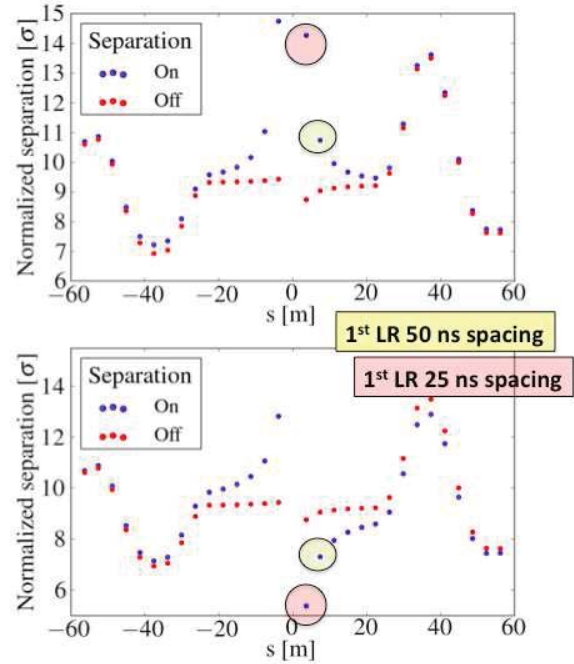 15
14
13
12
11
10
9
8
7
6
Normalized separation [σ]
Separation
On
Off
−60
−40
−20
0
20
40
60
s [m]
1st LR 50 ns spacing
1st LR 25 ns spacing
14
12
10
8
6
Normalized separation [σ]
Separation
On
Off
−60
−40
−20
0
20
40
60
s [m]